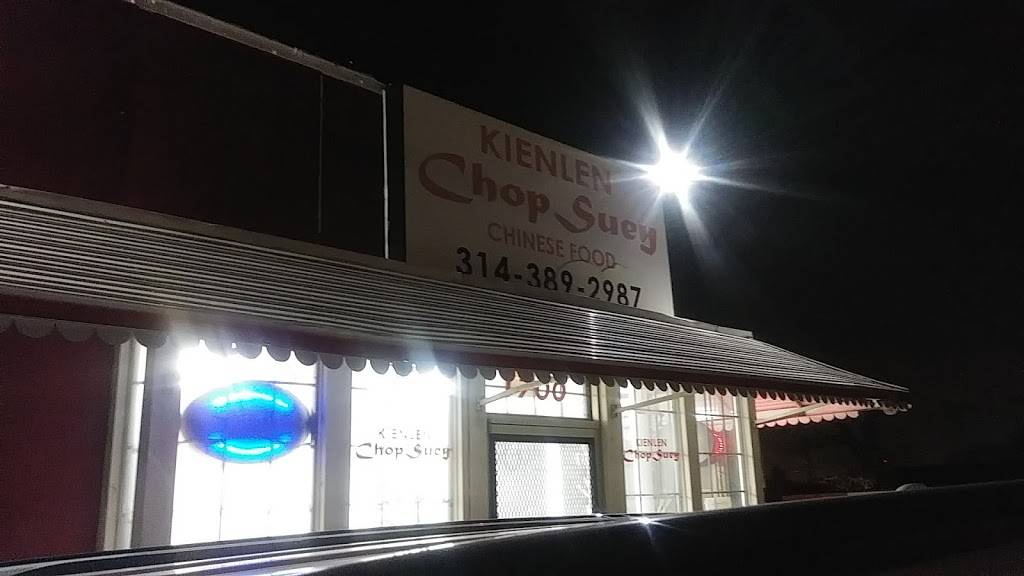 KIENLEN
Chop Suey
CHINESE FOOD
314-389-2987
KIENLEN
Chop Suey
KIENLEN
Chop Suey